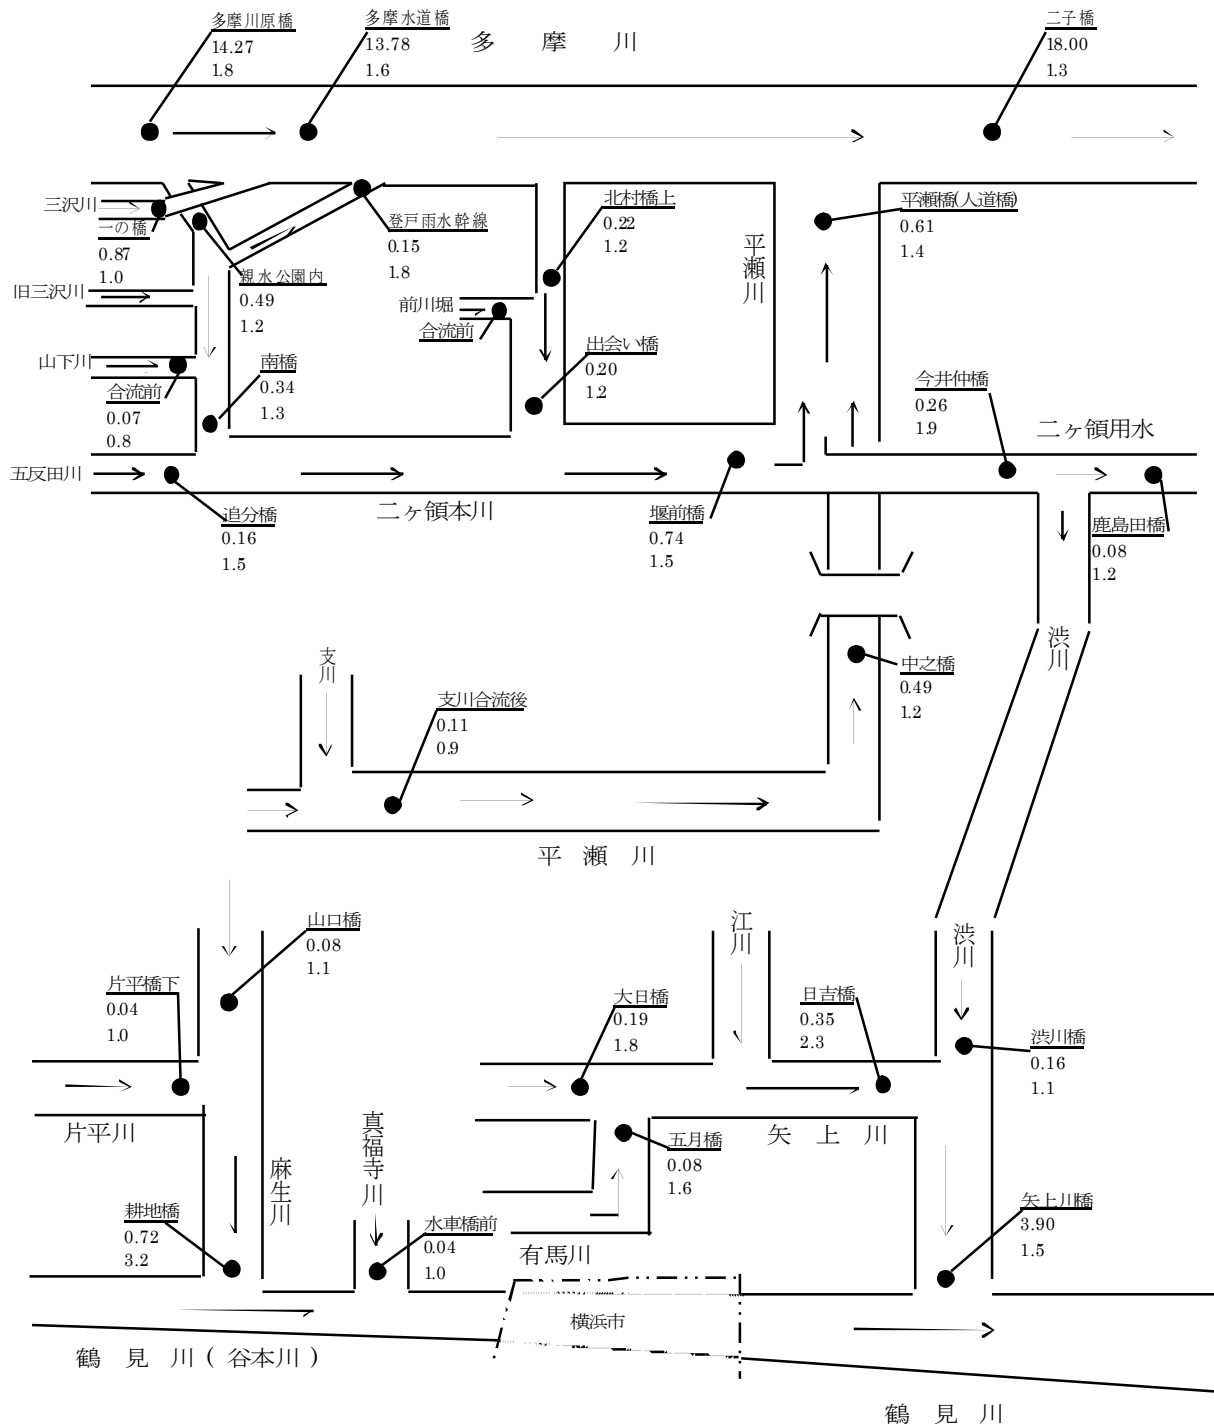 多摩川原橋
14.27
1.8
多摩水道橋
13.78
1.6
多 摩 川
二子橋
18.00
1.3
三沢川
一の橋
0.87
1.0
旧三沢川
親水公園内
0.49
1.2
登戸雨水幹線
0.15
1.8
北村橋上
0.22
1.2
平瀬川
平瀬橋(人道橋)
0.61
1.4
前川堀
合流前
山下川
合流前
0.07
0.8
南橋
0.34
1.3
出会い橋
0.20
1.2
今井仲橋
0.26
1.9
二ヶ領用水
五反田川
追分橋
0.16
1.5
二ヶ領本川
堰前橋
0.74
1.5
鹿島田橋
0.08
1.2
渋川
中之橋
0.49
1.2
支川
支川合流後
0.11
0.9
平 瀬 川
山口橋
0.08
1.1
片平橋下
0.04
1.0
片平川
麻生川
耕地橋
0.72
3.2
真福寺川
水車橋前
0.04
1.0
江川
渋川
大日橋
0.19
1.8
日吉橋
0.35
2.3
渋川橋
0.16
1.1
五月橋
0.08
1.6
矢 上 川
有馬川
矢上川橋
3.90
1.5
横浜市
鶴 見 川 ( 谷本川 )
鶴 見 川